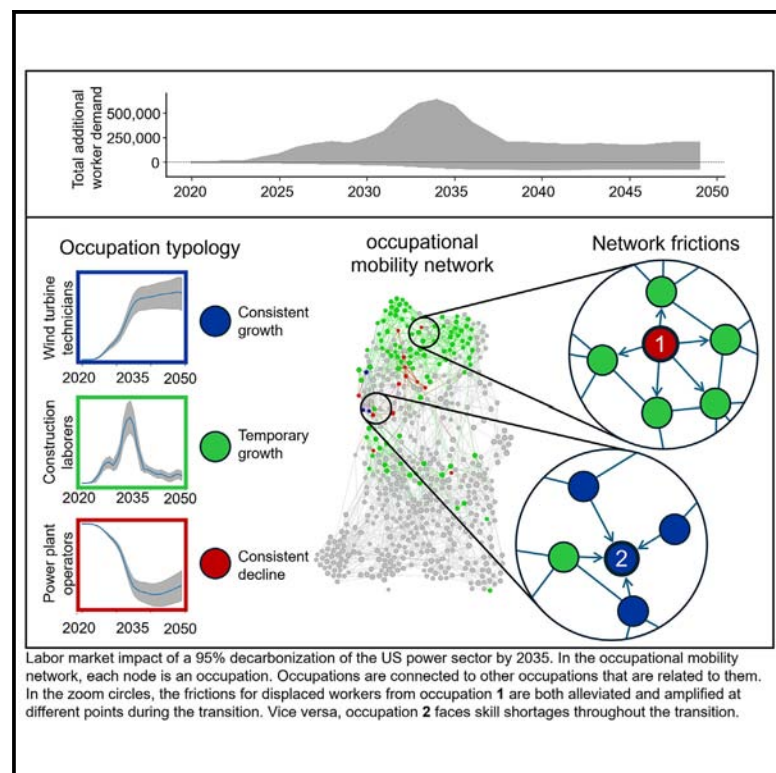 Total additional
worker demand
500,000
250,000
0
2020 2025 2030 2035 2040 2045 2050
Occupation typology
occupational
mobility network
Network frictions
Wind turbine
technicians
2020 2035 2050
Consistent
growth
Construction
laborers
2020 2035 2050
Temporary
growth
Power plant
operators
2020 2035 2050
Consistent
decline
1
2
Labor market impact of a 95% decarbonization of the US power sector by 2035. In the occupational mobility
network, each node is an occupation. Occupations are connected to other occupations that are related to them.
In the zoom circles, the frictions for displaced workers from occupation 1 are both alleviated and amplified at
different points during the transition. Vice versa, occupation 2 faces skill shortages throughout the transition.